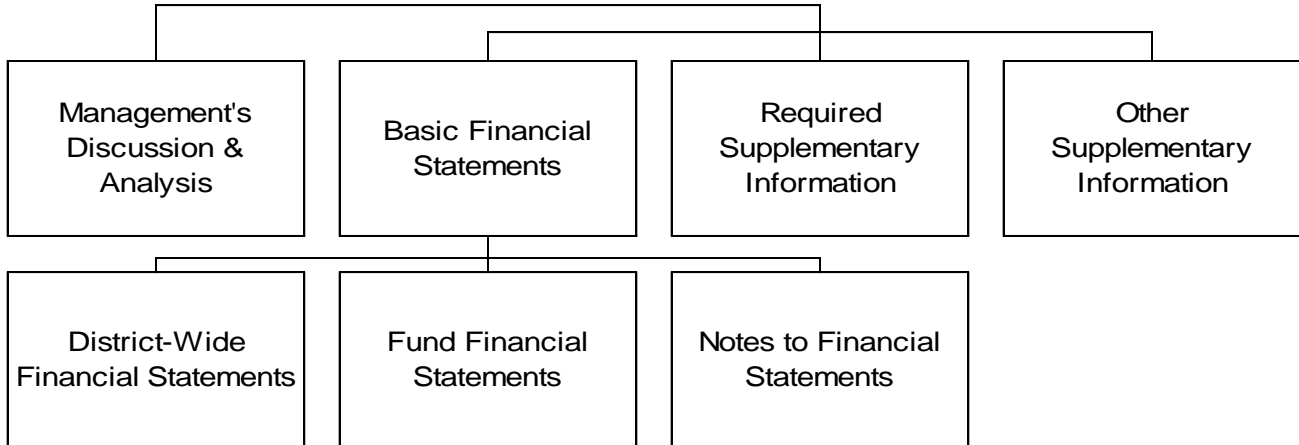 Management's
Discussion &
Analysis
Basic Financial
Statements
Required
Supplementary
Information
Other
Supplementary
Information
District-Wide
Financial Statements
Fund Financial
Statements
Notes to Financial
Statements